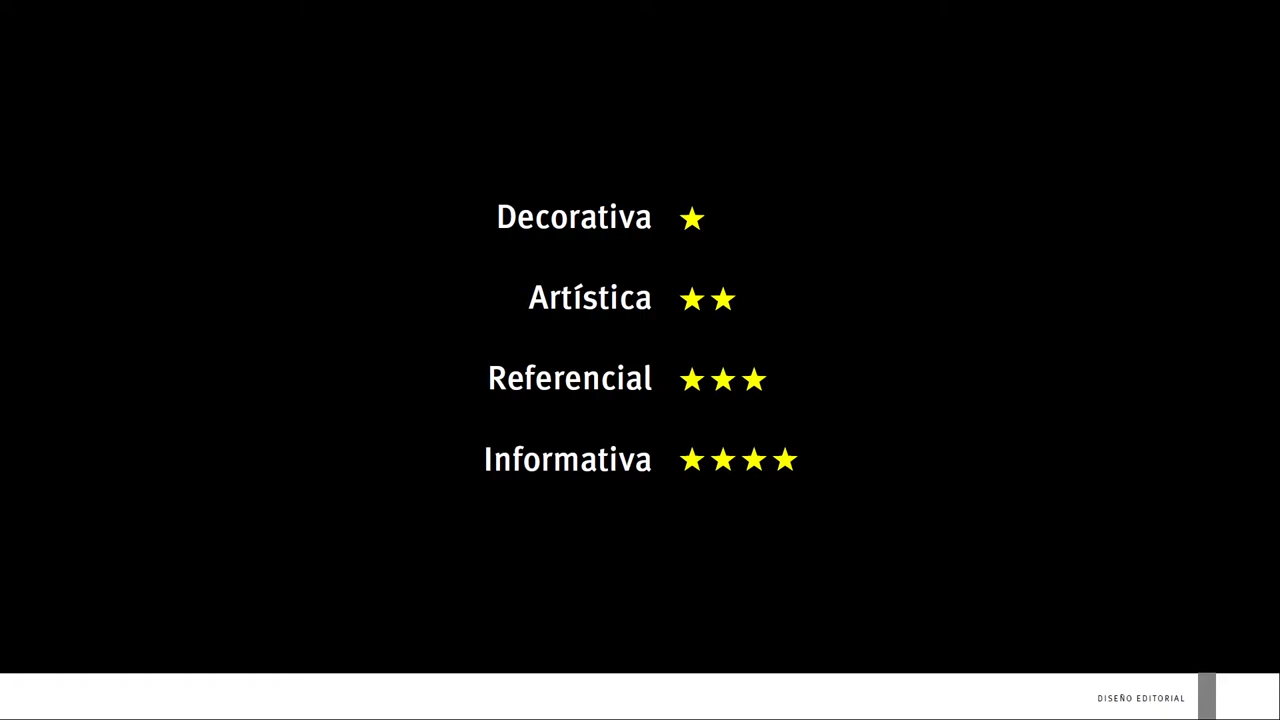 Decorativa ★
Artística ★★
Referencial ★★★
Informativa ★★★★
DISEÑO EDITORIAL